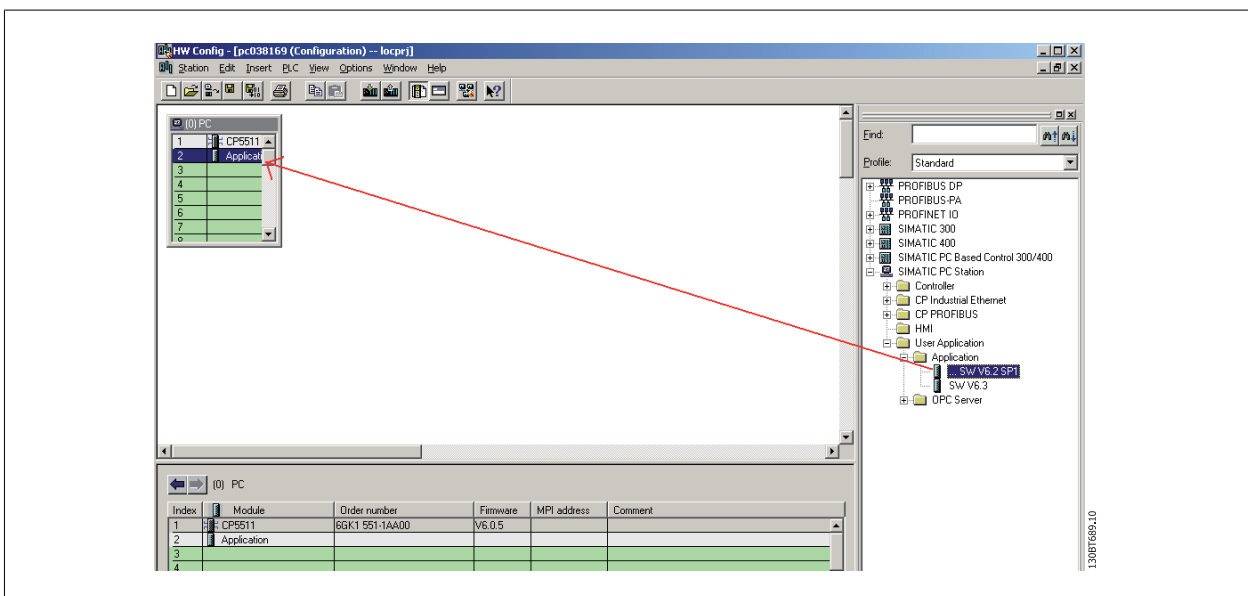 HW Config - [pc038169 (Configuration) -- locprj]
Station Edit Insert PLC View Options Window Help
(0) PC
1 CP5511
2 Applicati
3
4
5
6
7
Find:
Profile: Standard
PROFIBUS DP
PROFIBUS-PA
PROFINET IO
SIMATIC 300
SIMATIC 400
SIMATIC PC Based Control 300/400
SIMATIC PC Station
Controller
CP Industrial Ethernet
CP PROFIBUS
HMI
User Application
Application
... SW V6.2 SP1
SW V6.3
OPC Server
(0) PC
Index Module Order number Firmware MPI address Comment
1 CP5511 6GK1 551-1AA00 V6.0.5
2 Application
3
4
130BT689.10